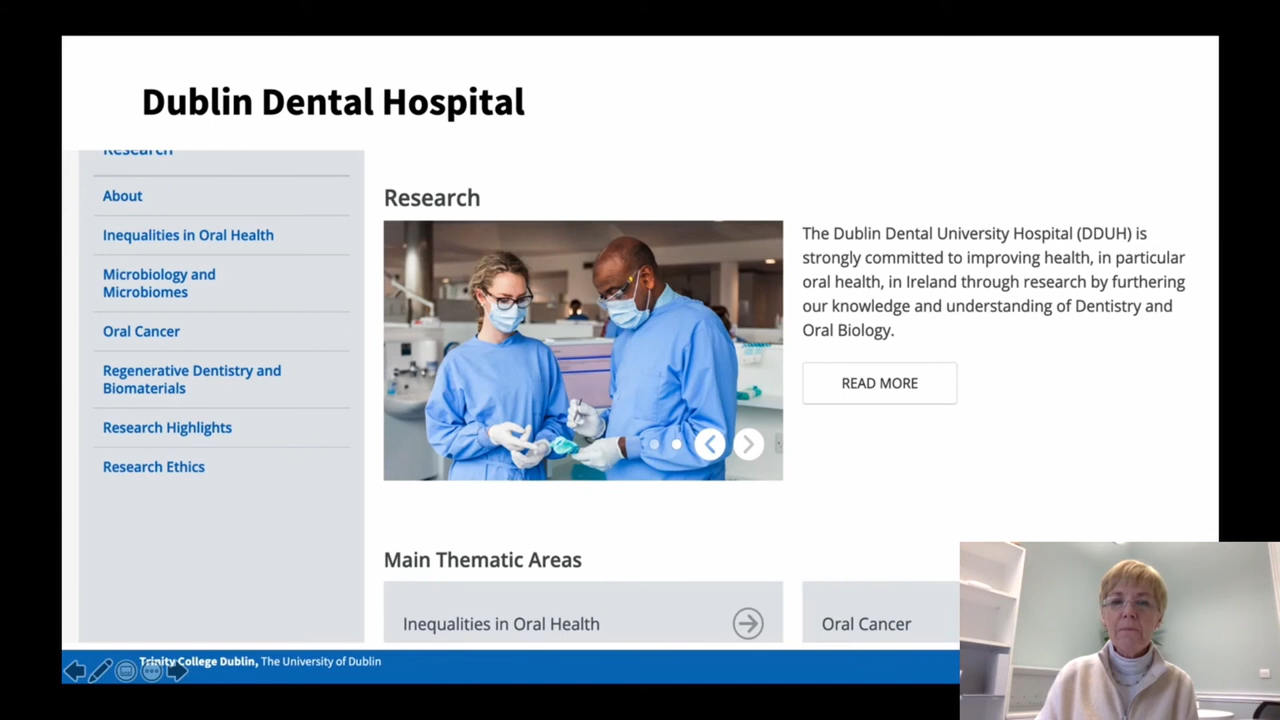 Dublin Dental Hospital
Research
About
Inequalities in Oral Health
Microbiology and
Microbiomes
Oral Cancer
Regenerative Dentistry and
Biomaterials
Research Highlights
Research Ethics
Research
The Dublin Dental University Hospital (DDUH) is
strongly committed to improving health, in particular
oral health, in Ireland through research by furthering
our knowledge and understanding of Dentistry and
Oral Biology.
READ MORE
Main Thematic Areas
Inequalities in Oral Health
Oral Cancer
Trinity College Dublin, The University of Dublin